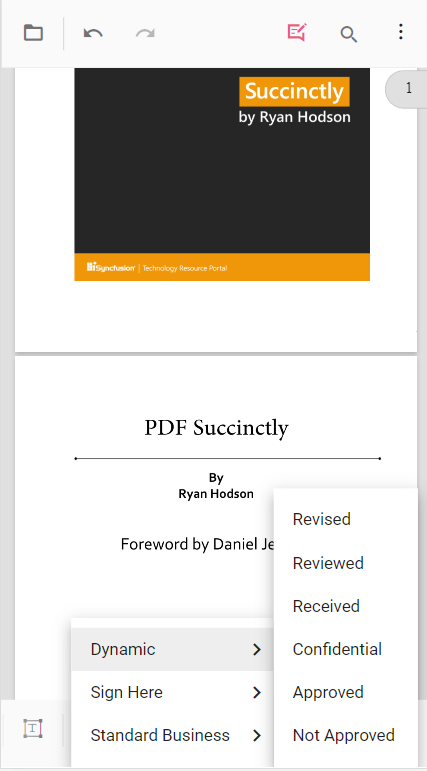 Succinctly
by Ryan Hodson
1
Syncfusion | Technology Resource Portal
PDF Succinctly
By
Ryan Hodson
Foreword by Daniel Je
Revised
Reviewed
Received
Confidential
Approved
Not Approved
Dynamic
Sign Here
Standard Business
T